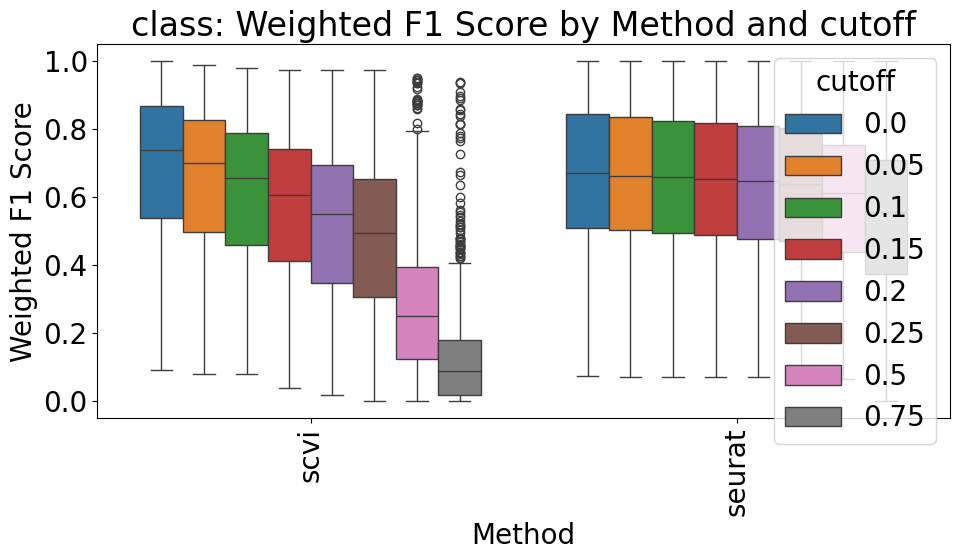 class: Weighted F1 Score by Method and cutoff
Weighted F1 Score
1.0
0.8
0.6
0.4
0.2
0.0
cutoff
0.0
0.05
0.1
0.15
0.2
0.25
0.5
0.75
scvi
seurat
Method